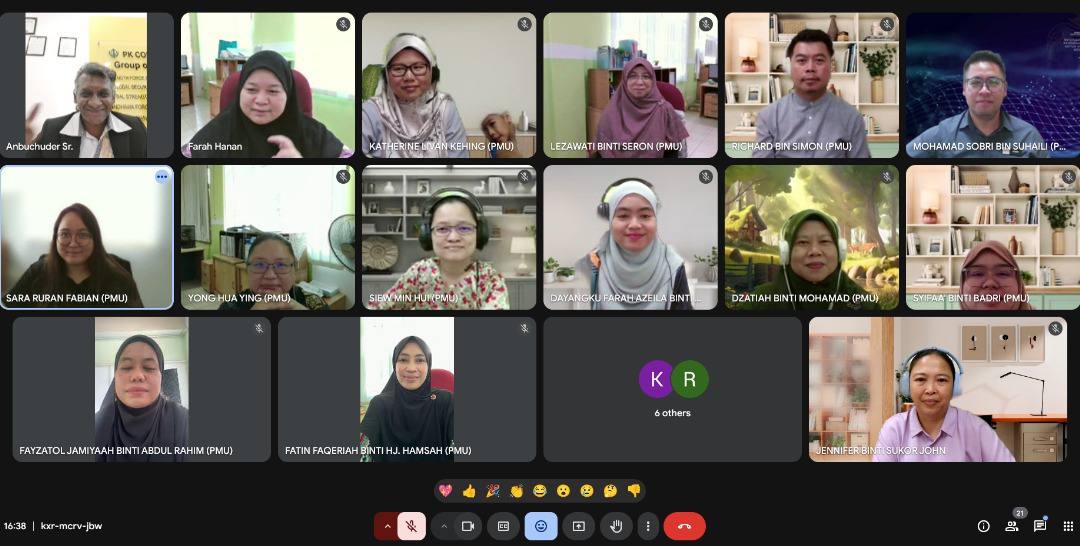 PK CO
Group o
Anbuchuder Sr.
Farah Hanan
KATHERINE LIVAN KEHING (PMU)
LEZAWATI BINTI SERON (PMU)
RICHARD BIN SIMON (PMU)
MOHAMAD SOBRI BIN SUHAILI (P...
SARA RURAN FABIAN (PMU)
YONG HUA YING (PMU)
SIEW MIN HUI (PMU)
DAYANGKU FARAH AZEILA BINTI ...
DZATIAH BINTI MOHAMAD (PMU)
SYIFAA' BINTI BADRI (PMU)
FAYZATOL JAMIYAAH BINTI ABDUL RAHIM (PMU)
FATIN FAQERIAH BINTI HJ. HAMSAH (PMU)
K R
6 others
JENNIFER BINTI SUKOR JOHN
16:38 | kxr-mcrv-jbw
21